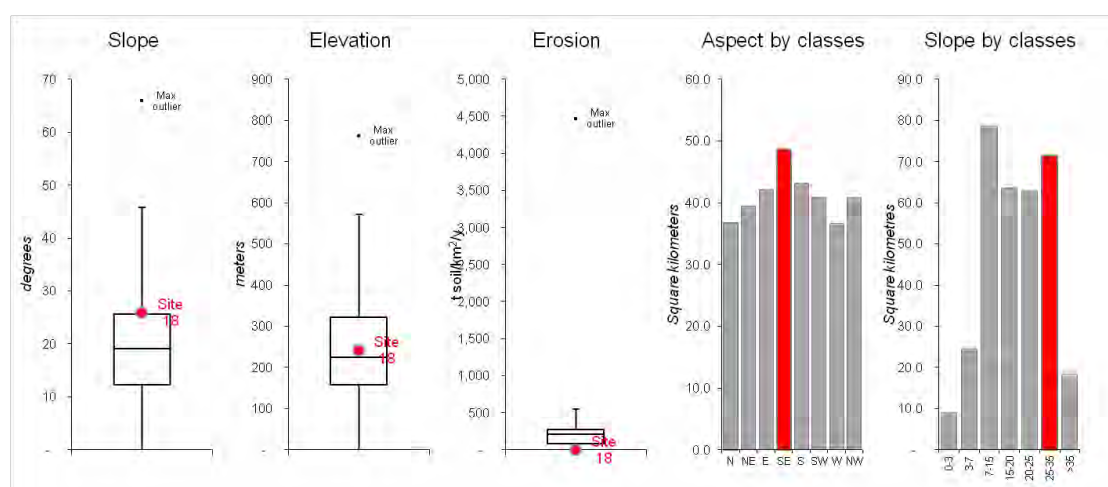 Slope
Elevation
Erosion
Aspect by classes
Slope by classes
degrees
70
60
50
40
30
20
10
-
Max
outlier
Site
18
meters
900
800
700
600
500
400
300
200
100
-
Max
outlier
Site
18
t soil/km²/y
5,000
4,500
4,000
3,500
3,000
2,500
2,000
1,500
1,000
500
-
Max
outlier
Site
18
Square kilometers
60.0
50.0
40.0
30.0
20.0
10.0
0.0
N NE E SE S SW W NW
Square kilometres
90.0
80.0
70.0
60.0
50.0
40.0
30.0
20.0
10.0
-
0-3 3-7 7-15 15-20 20-25 25-35 >35